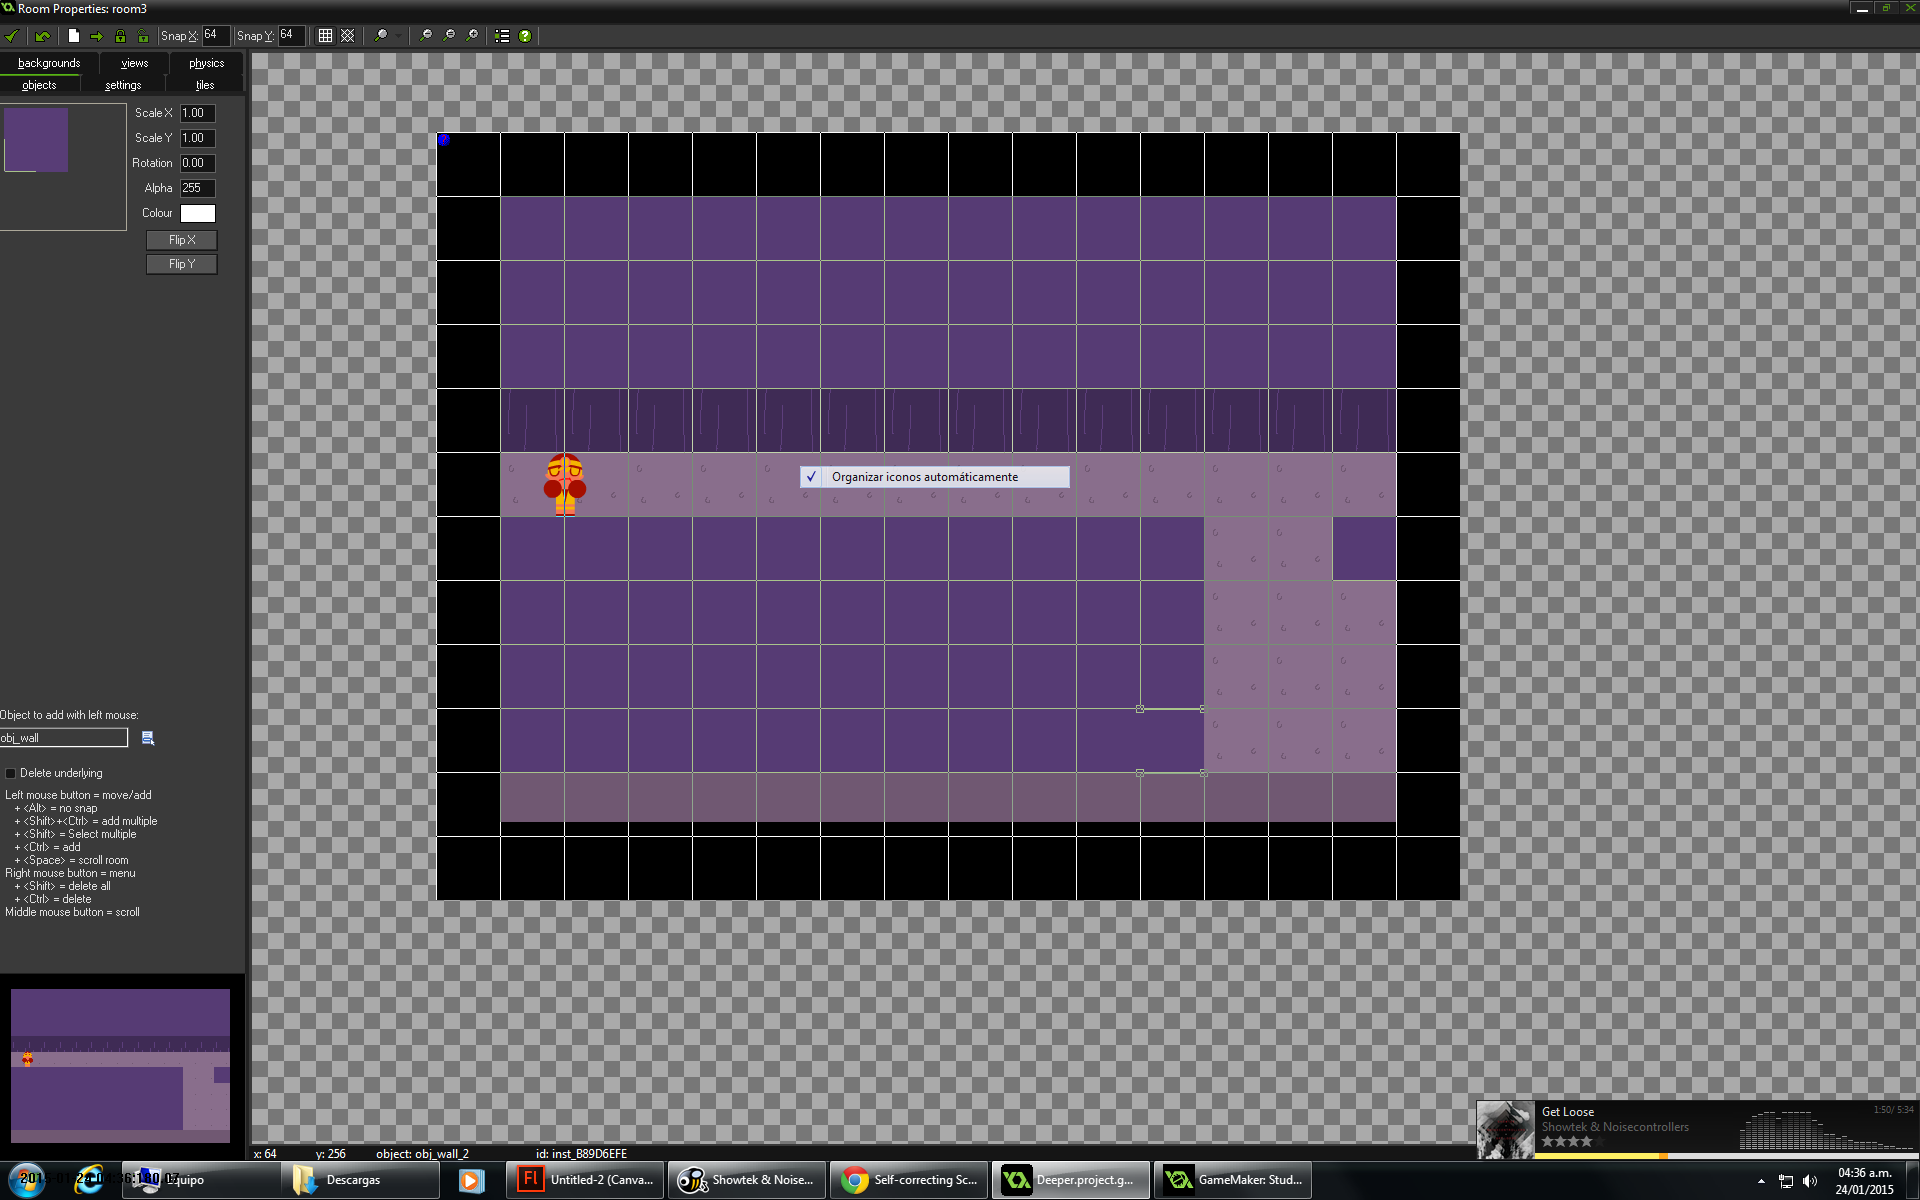 Room Properties: room3
Snap X: 64 Snap Y: 64
backgrounds views physics
objects settings tiles
Scale X 1.00
Scale Y 1.00
Rotation 0.00
Alpha 255
Colour
Flip X
Flip Y
Organizar iconos automáticamente
Object to add with left mouse:
obj_wall
Delete underlying
Left mouse button = move/add
+ <Alt> = no snap
+ <Shift>+<Ctrl> = add multiple
+ <Shift> = Select multiple
+ <Ctrl> = add
+ <Space> = scroll room
Right mouse button = menu
+ <Shift> = delete all
+ <Ctrl> = delete
Middle mouse button = scroll
Get Loose 1:50/ 5:34
Showtek & Noisecontrollers
x: 64 y: 256 object: obj_wall_2 id: inst_B89D6EFE
Equipo Descargas Untitled-2 (Canva... Showtek & Noise... Self-correcting Sc... Deeper.project.g... GameMaker: Stud...
04:36 a.m.
24/01/2015